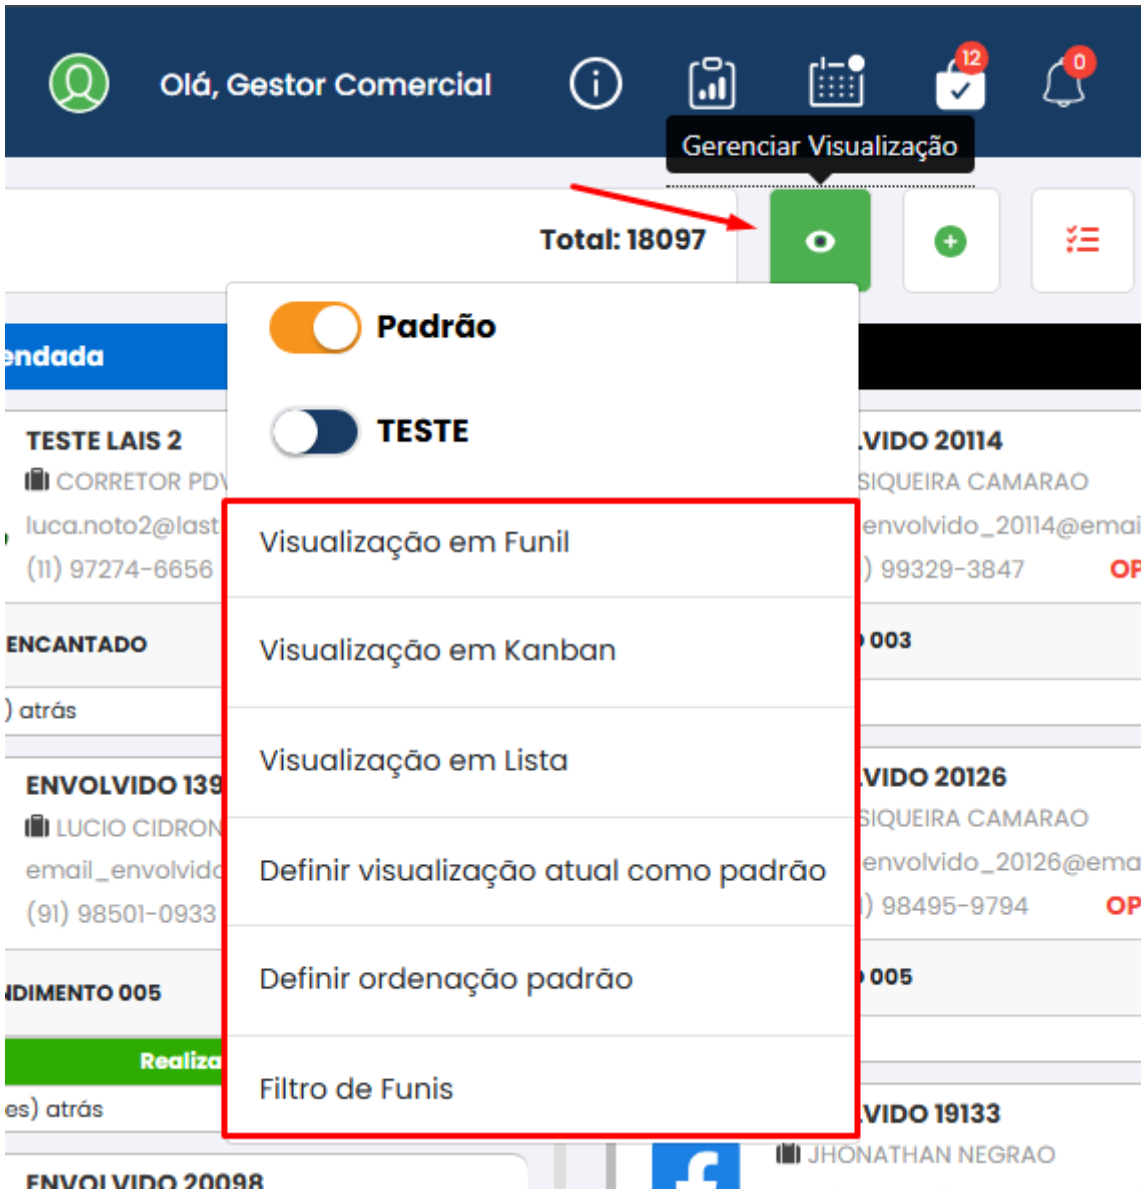 Olá, Gestor Comercial
12
0
Gerenciar Visualização
Total: 18097
Padrão
TESTE
Visualização em Funil
Visualização em Kanban
Visualização em Lista
Definir visualização atual como padrão
Definir ordenação padrão
Filtro de Funis
endada
TESTE LAIS 2
CORRETOR PDV
luca.noto2@last
(11) 97274-6656
ENCANTADO
) atrás
ENVOLVIDO 139
LUCIO CIDRON
email_envolvido
(91) 98501-0933
NDIMENTO 005
Realiza
es) atrás
ENVOLVIDO 20098
VIDO 20114
SIQUEIRA CAMARAO
envolvido_20114@emai
) 99329-3847
OP
003
VIDO 20126
SIQUEIRA CAMARAO
envolvido_20126@ema
) 98495-9794
OP
005
VIDO 19133
JHONATHAN NEGRAO